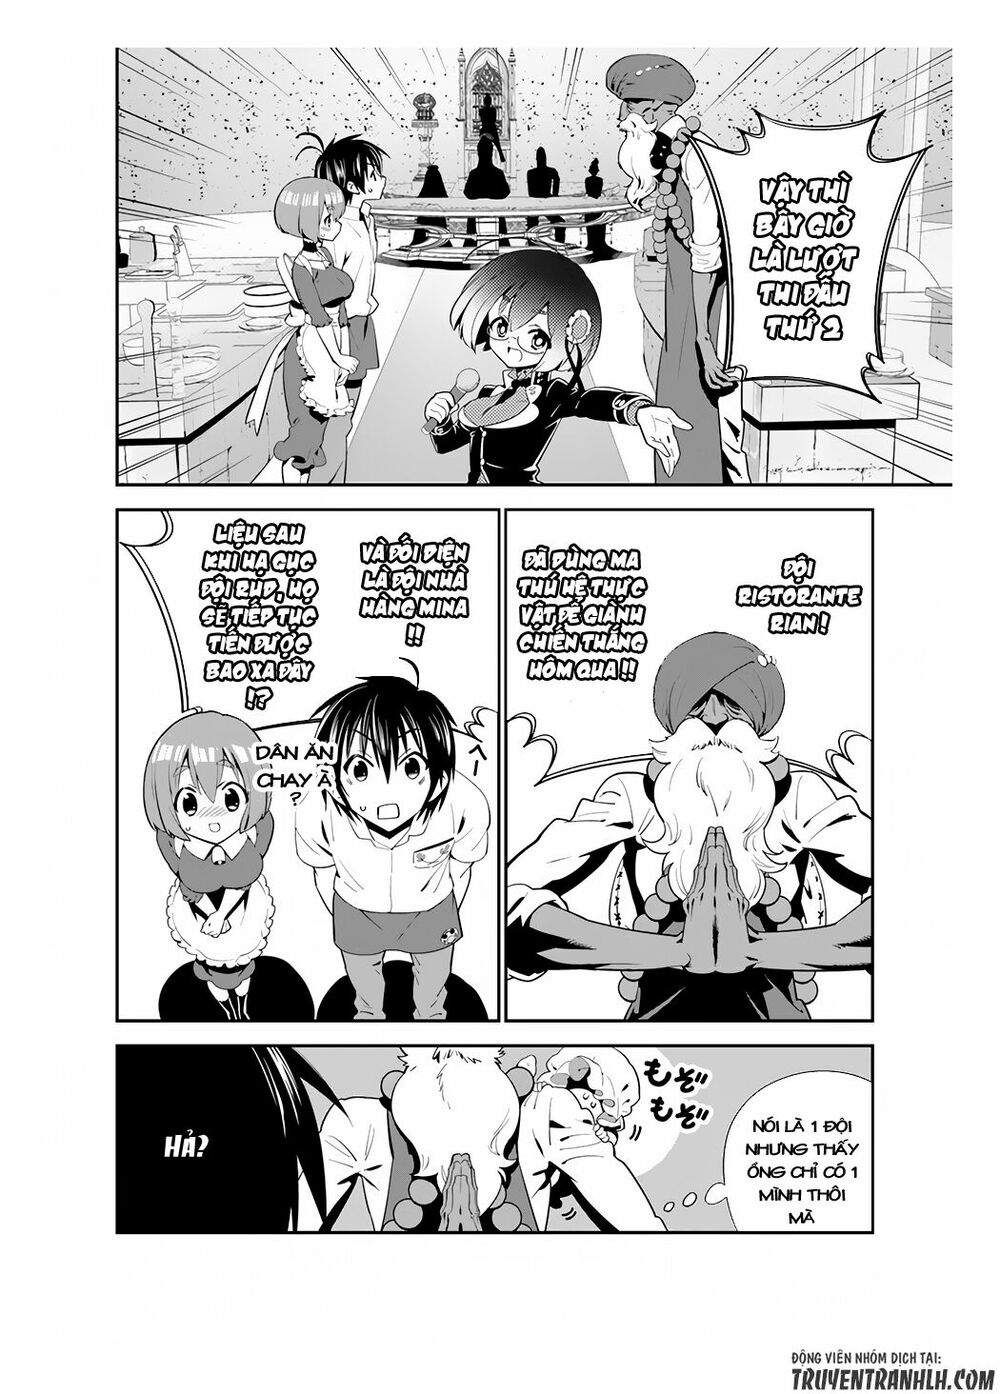 VẬY THÌ
BÂY GIỜ
LÀ LƯỢT
THI ĐẤU
THỨ 2
ĐỘI
RISTORANTE
RIAN!
ĐÃ DÙNG MA
THÚ HỆ THỰC
VẬT ĐỂ GIÀNH
CHIẾN THẮNG
HÔM QUA!!
VÀ ĐỐI DIỆN
LÀ ĐỘI NHÀ
HÀNG MINA
!!
LIỆU SAU
KHI HẠ GỤC
ĐỘI RUD, HỌ
SẼ TIẾP TỤC
TIẾN ĐƯỢC
BAO XA ĐÂY
!?
DÂN ĂN
CHAY À
?
もぞ
もぞ
NÓI LÀ 1 ĐỘI
NHƯNG THẤY
ỔNG CHỈ CÓ 1
MÌNH THÔI
MÀ
HẢ?
ĐỘNG VIÊN NHÓM DỊCH TẠI:
TRUYENTRANHLH.COM